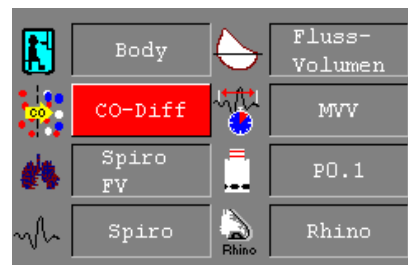 Body
Fluss-
Volumen
CO
CO-Diff
MVV
Spiro
FV
P0.1
Spiro
Rhino
Rhino